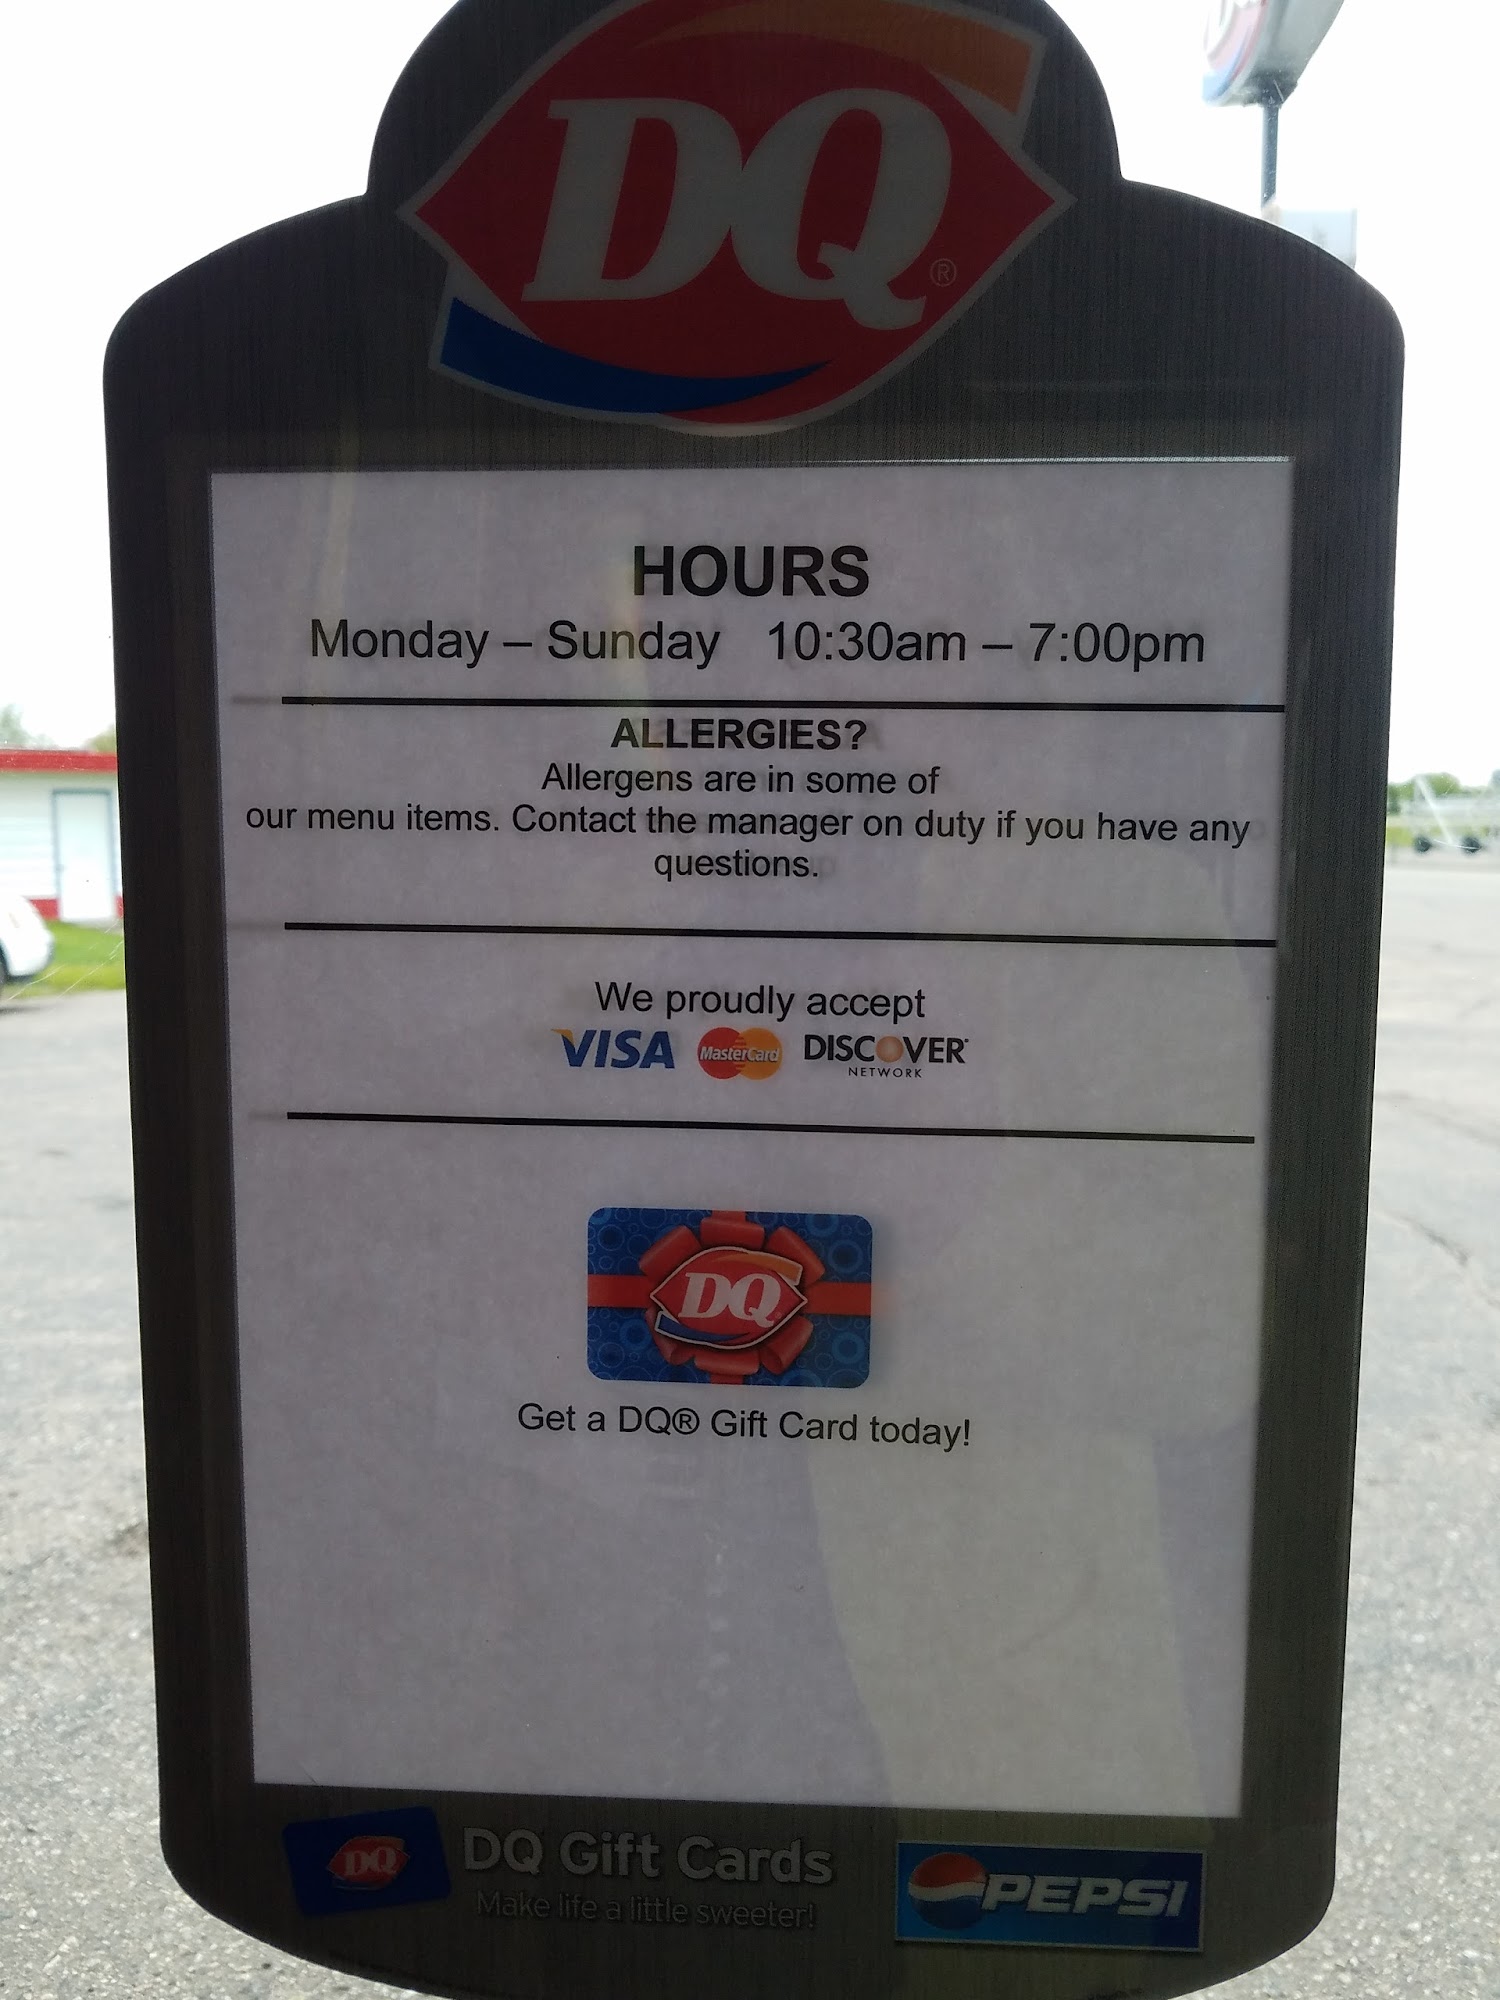 DQ®
HOURS
Monday – Sunday 10:30am – 7:00pm
ALLERGIES?
Allergens are in some of
our menu items. Contact the manager on duty if you have any
questions.
We proudly accept
VISA MasterCard DISCOVER
NETWORK
DQ
Get a DQ® Gift Card today!
DQ DQ Gift Cards
Make life a little sweeter!
PEPSI